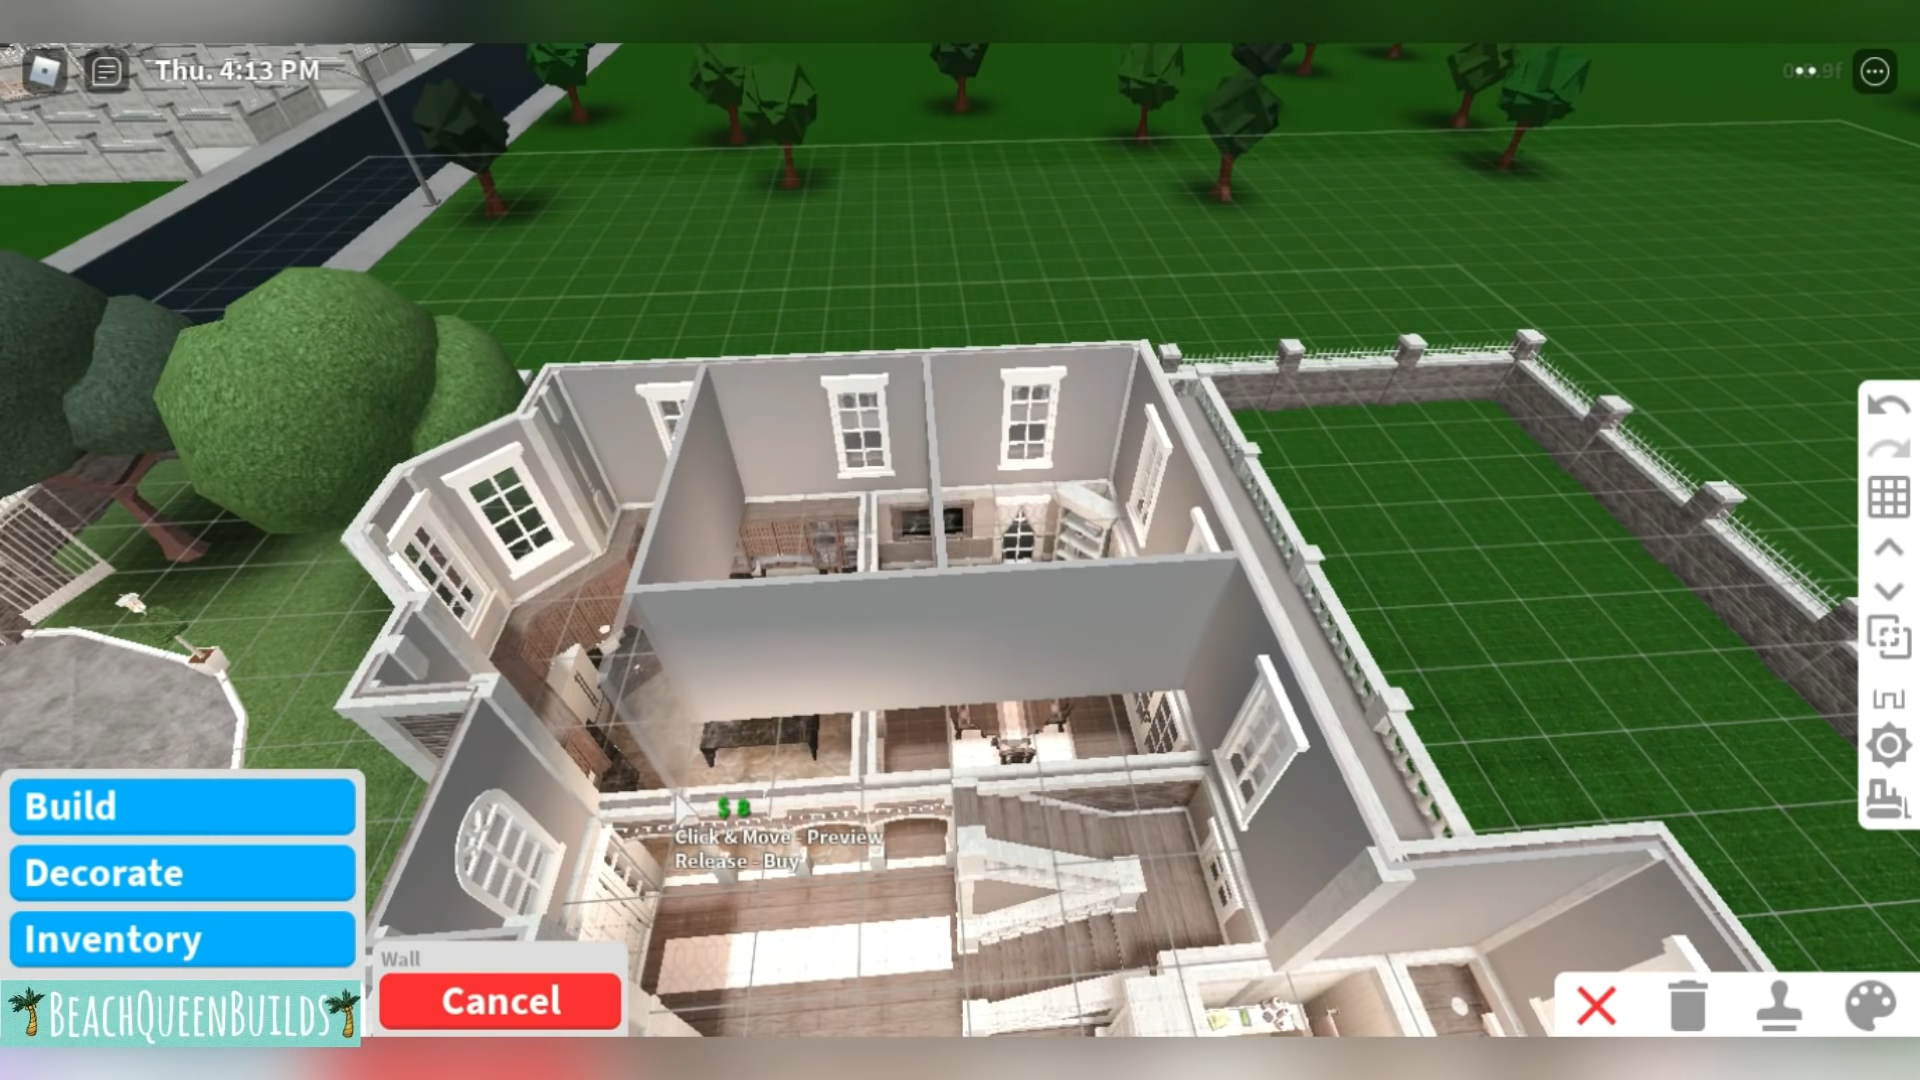 Thu. 4:13 PM
$ 8
Click & Move - Preview
Release - Buy
Build
Decorate
Inventory
Wall
Cancel
BEACHQUEENBUILDS